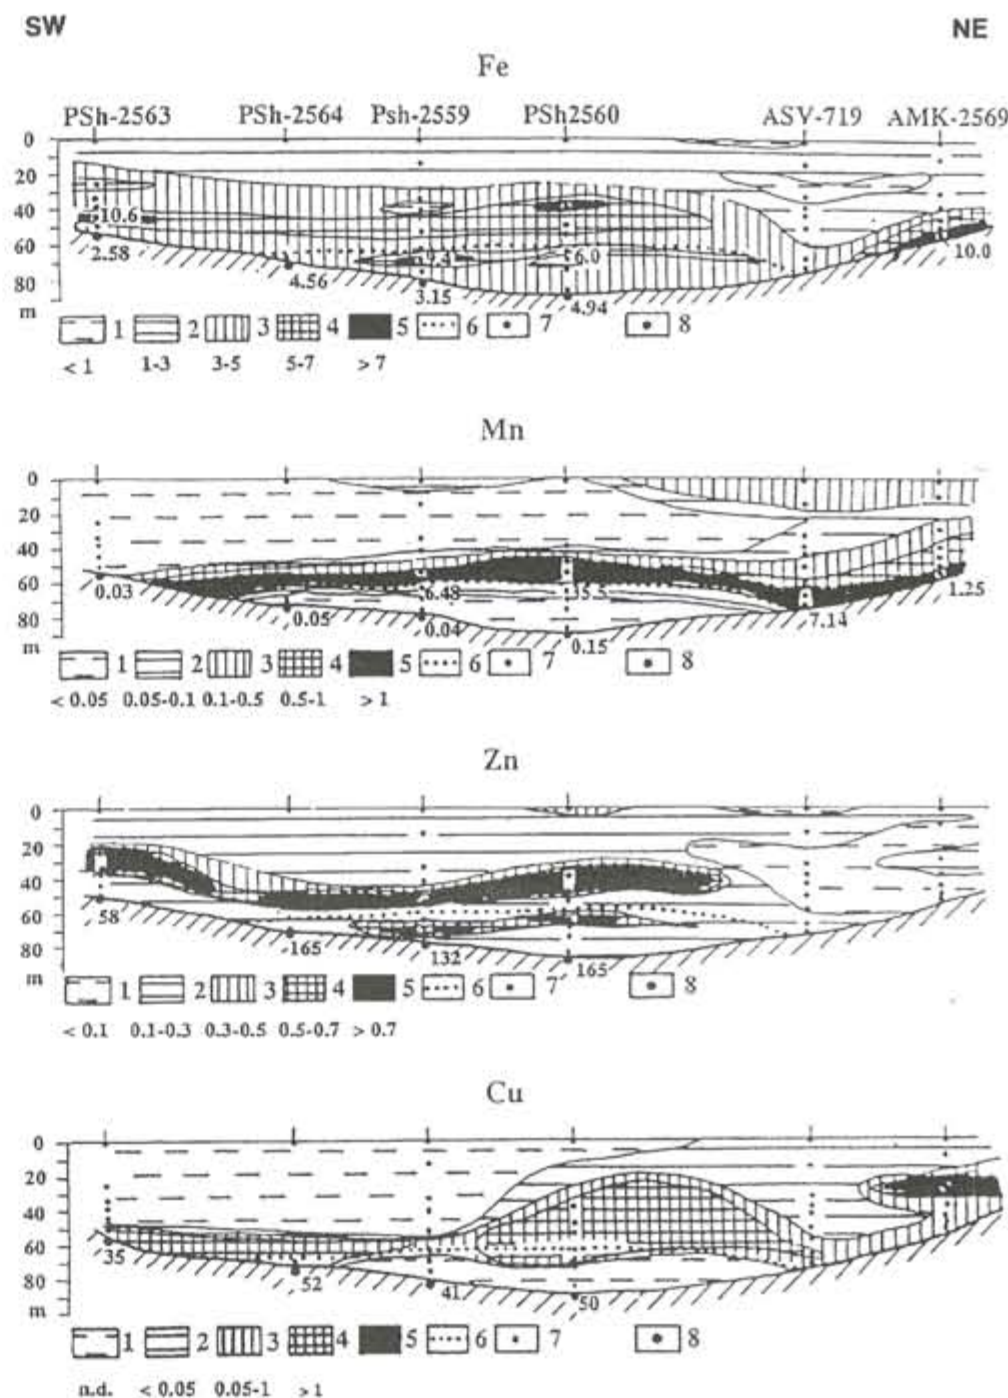 SW NE
Fe
PSh-2563 PSh-2564 Psh-2559 PSh2560 ASV-719 AMK-2569
0
20
40
60
80
m
10.6
9.4 6.0
2.58 4.56 3.15 4.94 10.0
1 2 3 4 5 6 7 8
< 1 1-3 3-5 5-7 > 7
Mn
0
20
40
60
80
m
6.48 35.5
0.03 0.05 0.04 0.15 7.14 1.25
1 2 3 4 5 6 7 8
< 0.05 0.05-0.1 0.1-0.5 0.5-1 > 1
Zn
0
20
40
60
80
m
58 165 132 165
1 2 3 4 5 6 7 8
< 0.1 0.1-0.3 0.3-0.5 0.5-0.7 > 0.7
Cu
0
20
40
60
80
m
35 52 41 50
1 2 3 4 5 6 7 8
n.d. < 0.05 0.05-1 > 1